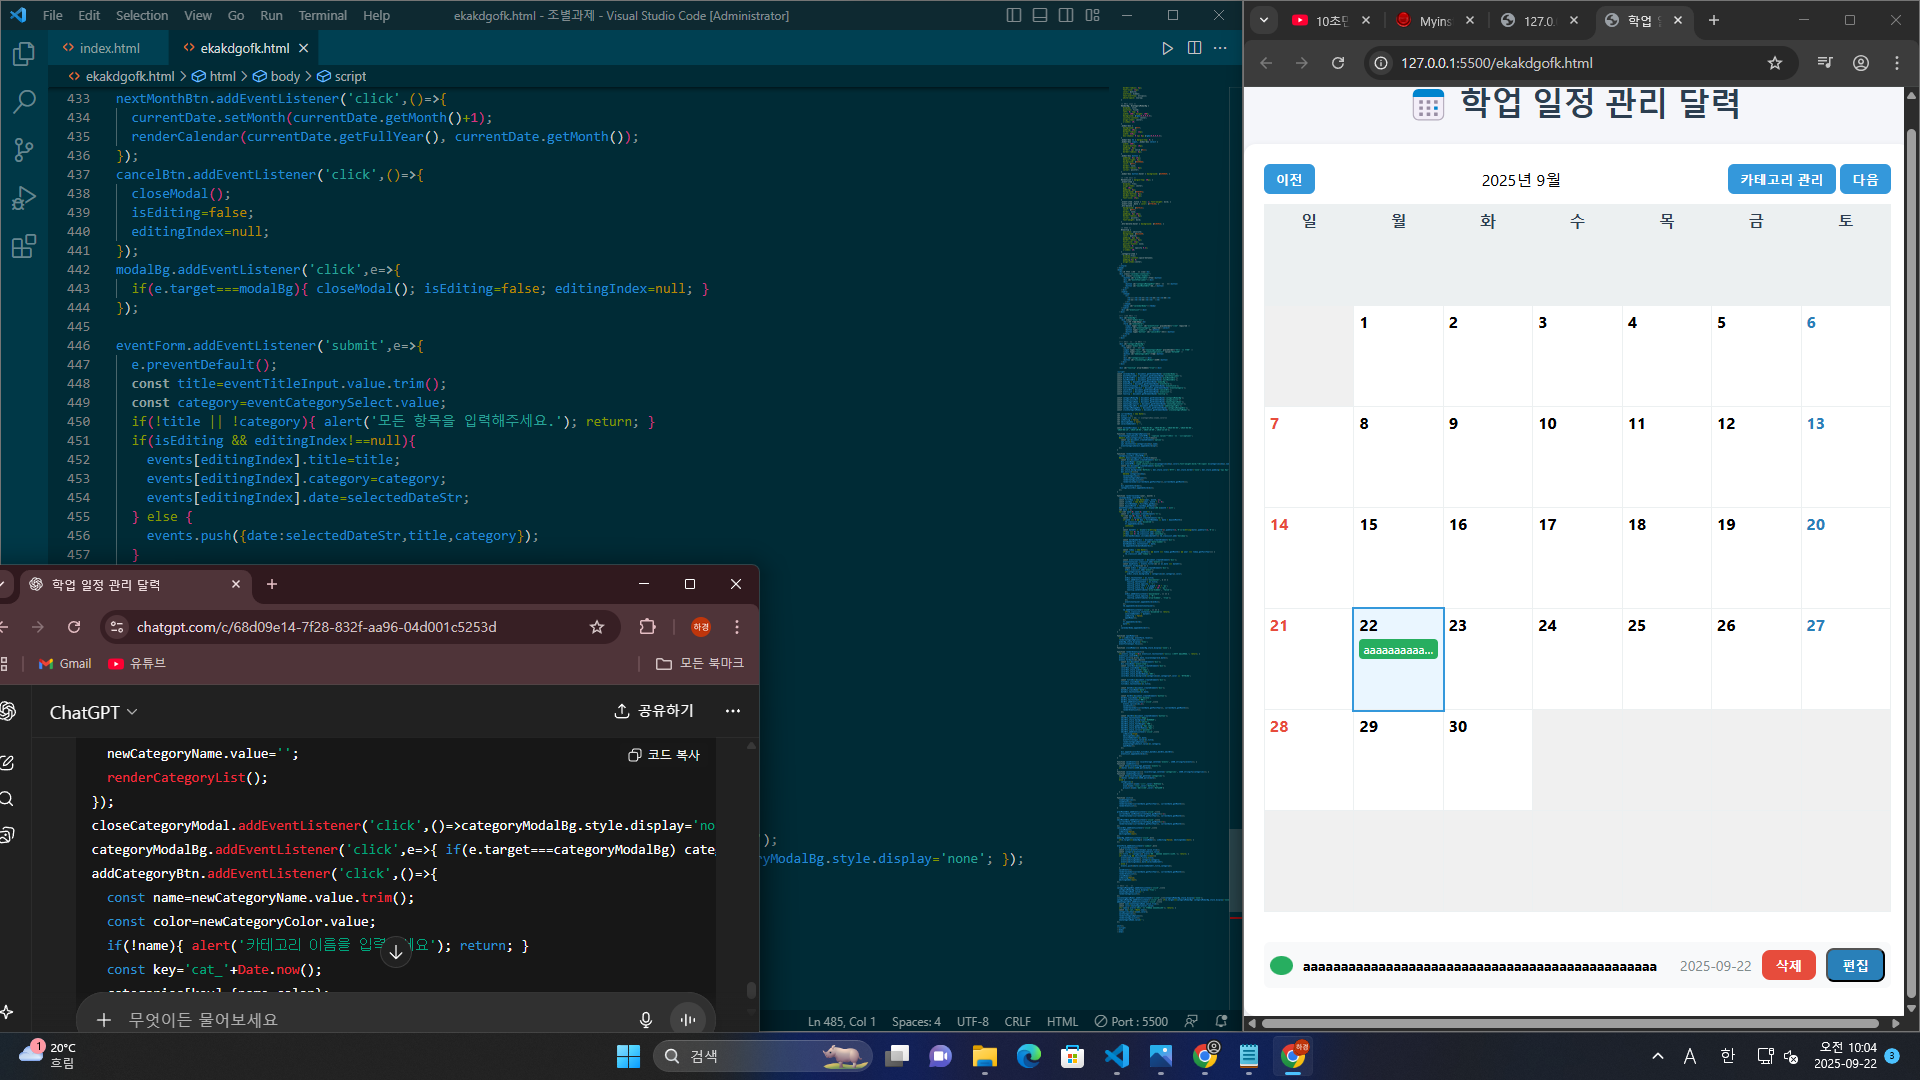 File Edit Selection View Go Run Terminal Help
ekakdgofk.html - 조별과제 - Visual Studio Code [Administrator]
index.html
ekakdgofk.html
ekakdgofk.html > html > body > script
433 nextMonthBtn.addEventListener('click',()=>{
434 currentDate.setMonth(currentDate.getMonth()+1);
435 renderCalendar(currentDate.getFullYear(), currentDate.getMonth());
436 });
437 cancelBtn.addEventListener('click',()=>{
438 closeModal();
439 isEditing=false;
440 editingIndex=null;
441 });
442 modalBg.addEventListener('click',e=>{
443 if(e.target===modalBg){ closeModal(); isEditing=false; editingIndex=null; }
444 });
445
446 eventForm.addEventListener('submit',e=>{
447 e.preventDefault();
448 const title=eventTitleInput.value.trim();
449 const category=eventCategorySelect.value;
450 if(!title || !category){ alert('모든 항목을 입력해주세요.'); return; }
451 if(isEditing && editingIndex!==null){
452 events[editingIndex].title=title;
453 events[editingIndex].category=category;
454 events[editingIndex].date=selectedDateStr;
455 } else {
456 events.push({date:selectedDateStr,title,category});
457 }
');
yModalBg.style.display='none'; });
Ln 485, Col 1 Spaces: 4 UTF-8 CRLF HTML Port : 5500
학업 일정 관리 달력
chatgpt.com/c/68d09e14-7f28-832f-aa96-04d001c5253d
하경
Gmail 유튜브 모든 북마크
ChatGPT 공유하기
newCategoryName.value='';
코드 복사
renderCategoryList();
});
closeCategoryModal.addEventListener('click',()=>categoryModalBg.style.display='no
categoryModalBg.addEventListener('click',e=>{ if(e.target===categoryModalBg) cate
addCategoryBtn.addEventListener('click',()=>{
const name=newCategoryName.value.trim();
const color=newCategoryColor.value;
if(!name){ alert('카테고리 이름을 입력 세요'); return; }
const key='cat_'+Date.now();
무엇이든 물어보세요
10초만
Myins
127.0.
학업
127.0.0.1:5500/ekakdgofk.html
학업 일정 관리 달력
이전 2025년 9월 카테고리 관리 다음
일 월 화 수 목 금 토
1 2 3 4 5 6
7 8 9 10 11 12 13
14 15 16 17 18 19 20
21 22 23 24 25 26 27
aaaaaaaaaa...
28 29 30
aaaaaaaaaaaaaaaaaaaaaaaaaaaaaaaaaaaaaaaaaaaaaaa 2025-09-22 삭제 편집
1 20°C
흐림
검색
하경
A 한
오전 10:04
2025-09-22
3